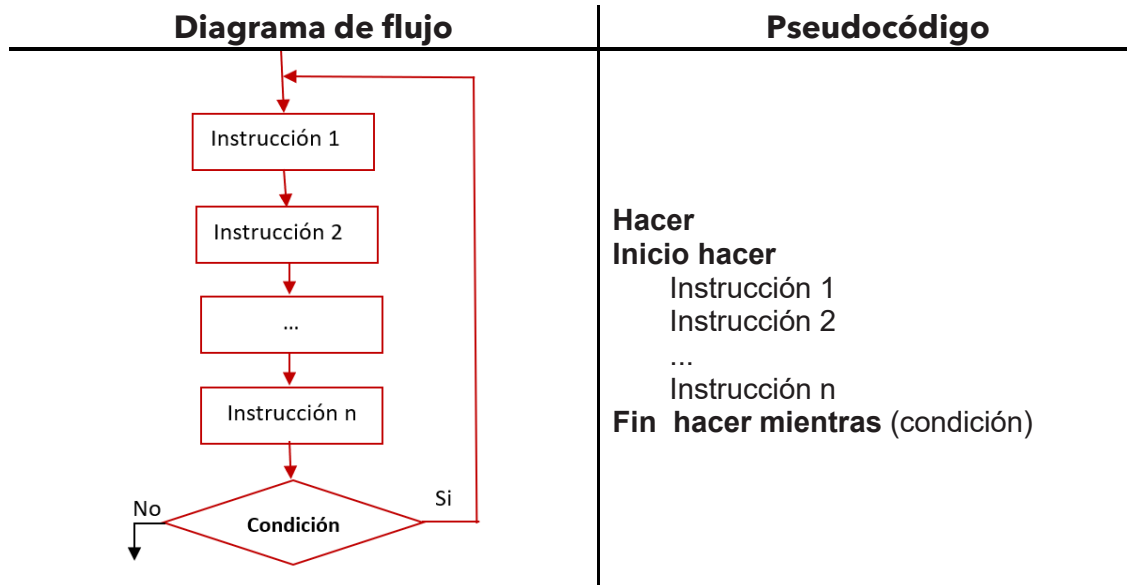 Diagrama de flujo
Pseudocódigo
Instrucción 1
Instrucción 2
...
Instrucción n
Condición
No
Si
Hacer
Inicio hacer
Instrucción 1
Instrucción 2
...
Instrucción n
Fin hacer mientras (condición)